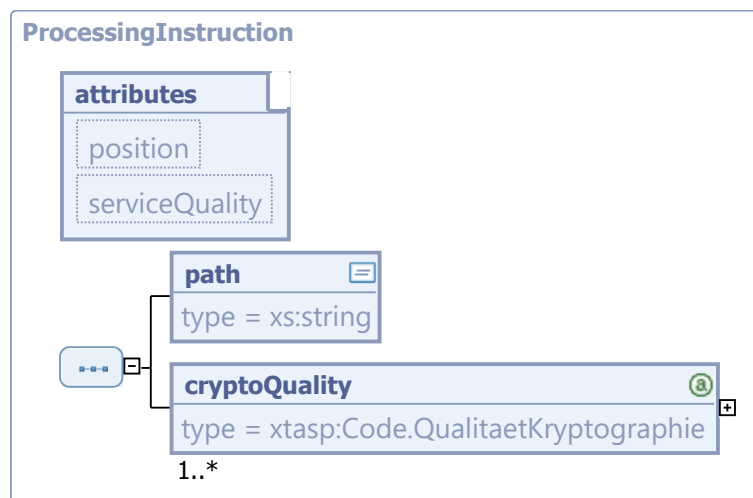 ProcessingInstruction
attributes
position
serviceQuality
path
type = xs:string
cryptoQuality
type = xtasp:Code.QualitaetKryptographie
1..*